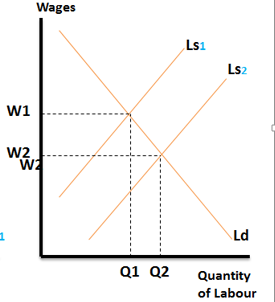 Wages
Ls1
Ls2
W1
W2
W2
1
Ld
Q1 Q2
Quantity
of Labour